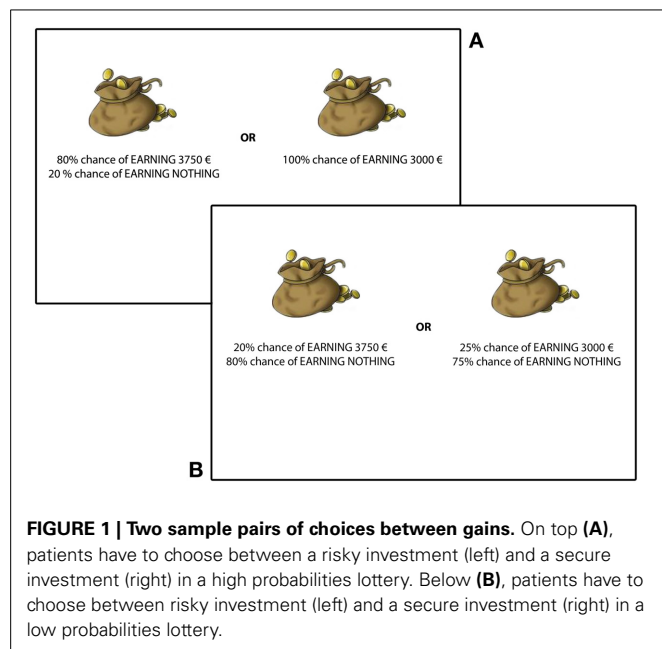 A
OR
80% chance of EARNING 3750 €
20 % chance of EARNING NOTHING
100% chance of EARNING 3000 €
OR
20% chance of EARNING 3750 €
80% chance of EARNING NOTHING
25% chance of EARNING 3000 €
75% chance of EARNING NOTHING
B
FIGURE 1 | Two sample pairs of choices between gains. On top (A),
patients have to choose between a risky investment (left) and a secure
investment (right) in a high probabilities lottery. Below (B), patients have to
choose between risky investment (left) and a secure investment (right) in a
low probabilities lottery.